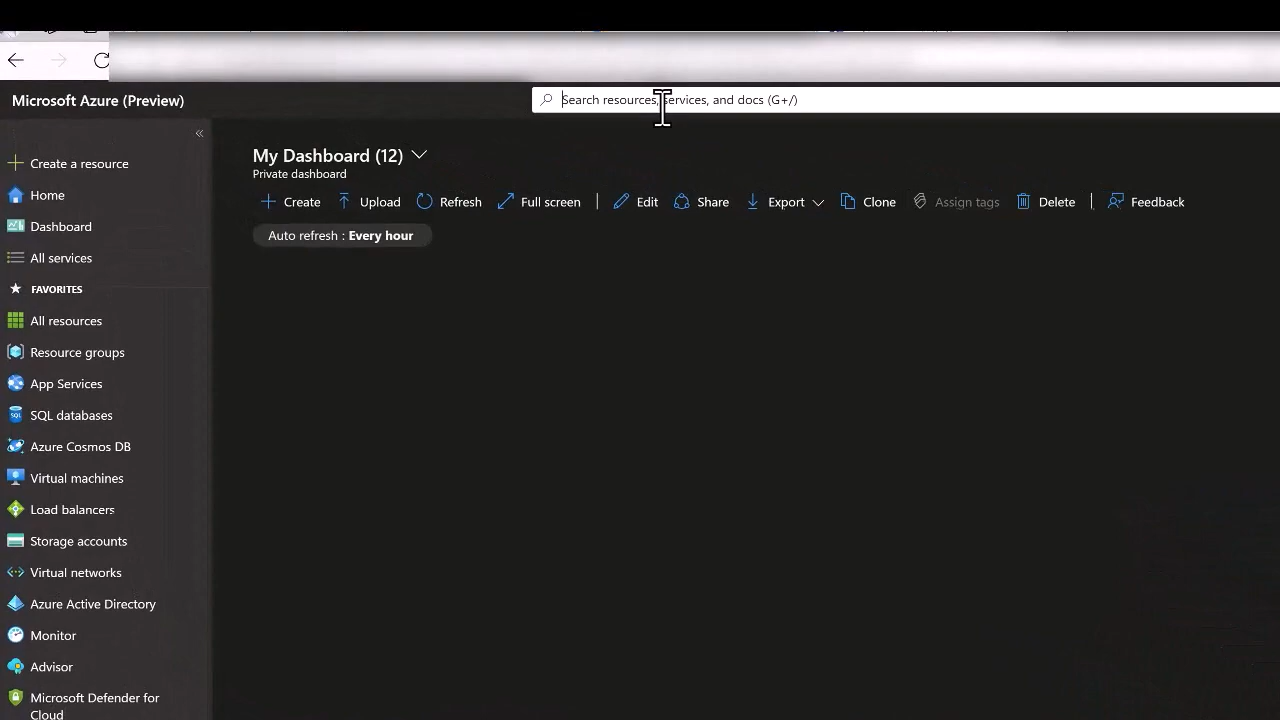 Microsoft Azure (Preview)
Search resources, services, and docs (G+/)
Create a resource
Home
Dashboard
All services
FAVORITES
All resources
Resource groups
App Services
SQL databases
Azure Cosmos DB
Virtual machines
Load balancers
Storage accounts
Virtual networks
Azure Active Directory
Monitor
Advisor
Microsoft Defender for
Cloud
My Dashboard (12)
Private dashboard
Create Upload Refresh Full screen Edit Share Export Clone Assign tags Delete Feedback
Auto refresh : Every hour